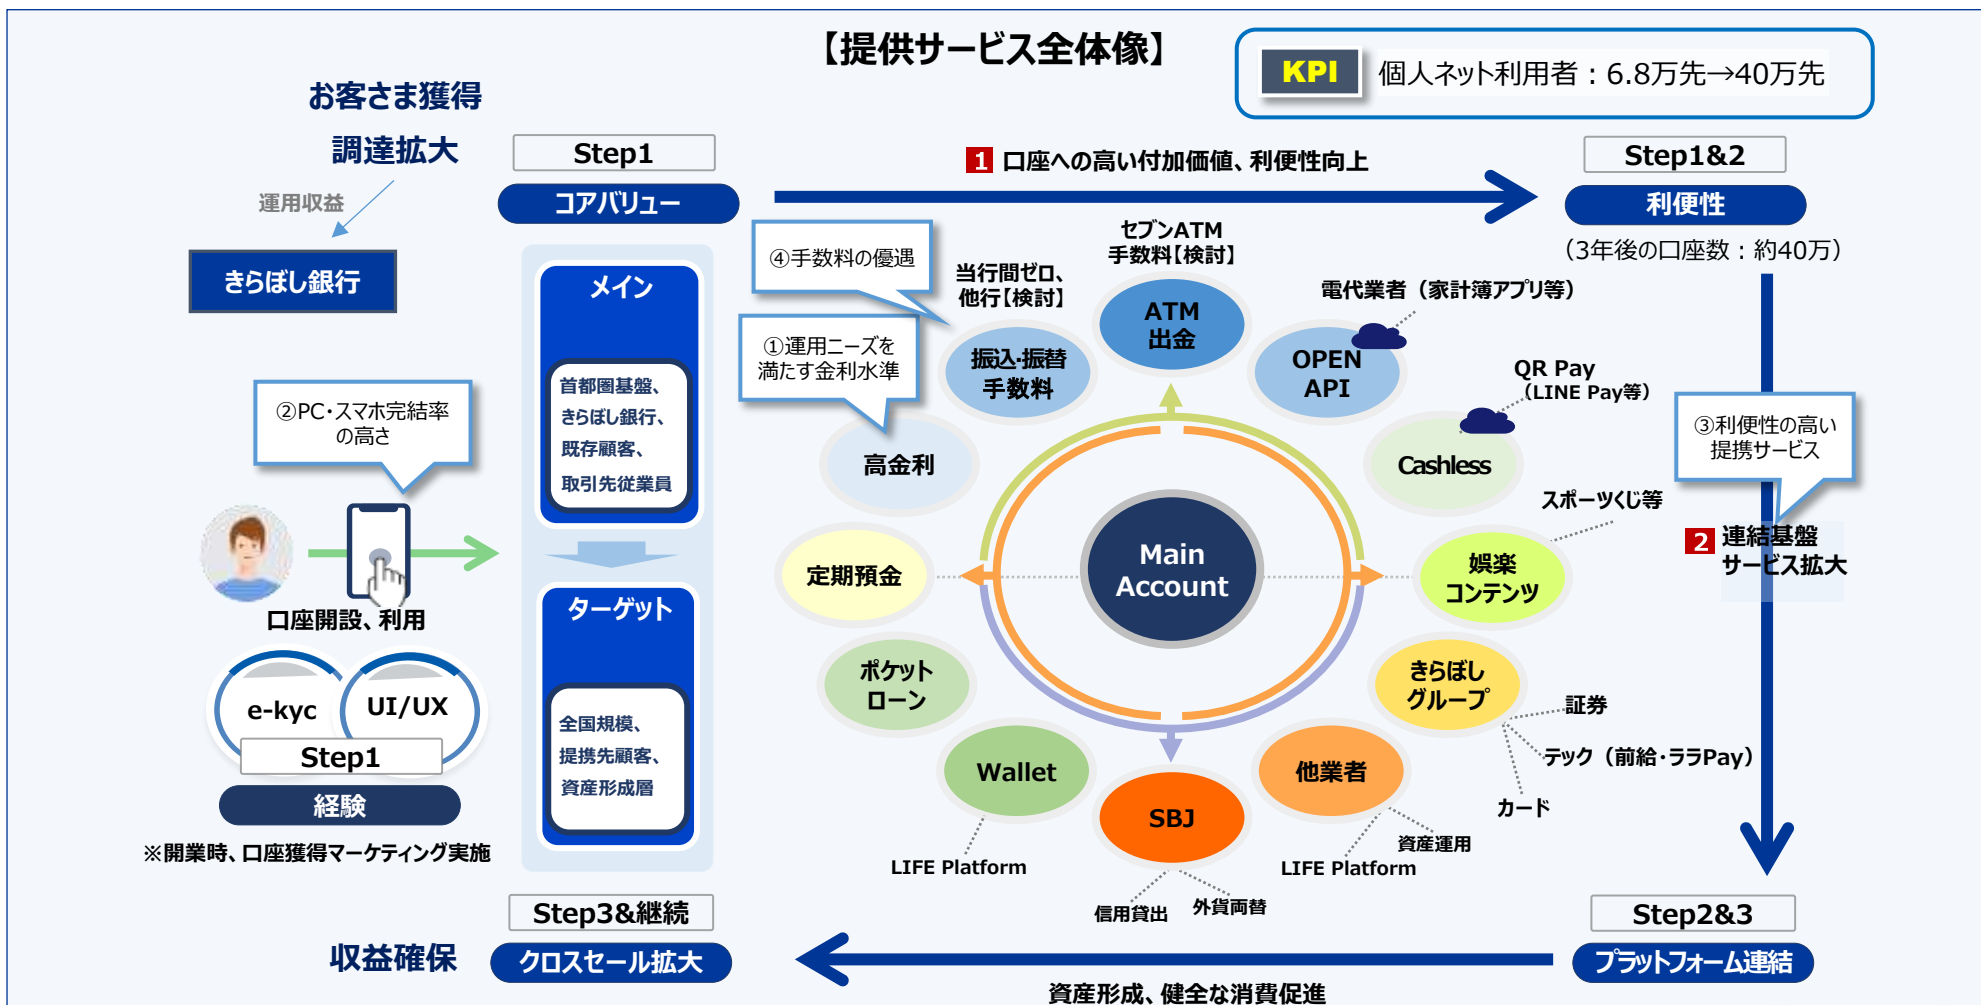 【提供サービス全体像】
KPI 個人ネット利用者：6.8万先→40万先
お客さま獲得
調達拡大
運用収益
きらぼし銀行
Step1
コアバリュー
1 口座への高い付加価値、利便性向上
Step1&2
利便性
（3年後の口座数：約40万）
メイン
首都圏基盤、
きらぼし銀行、
既存顧客、
取引先従業員
ターゲット
全国規模、
提携先顧客、
資産形成層
②PC・スマホ完結率
の高さ
口座開設、利用
e-kyc
UI/UX
Step1
経験
※開業時、口座獲得マーケティング実施
④手数料の優遇
①運用ニーズを
満たす金利水準
当行間ゼロ、
他行【検討】
セブンATM
手数料【検討】
電代業者（家計簿アプリ等）
QR Pay
（LINE Pay等）
スポーツくじ等
③利便性の高い
提携サービス
2 連結基盤
サービス拡大
ATM
出金
振込・振替
手数料
OPEN
API
高金利
Cashless
定期預金
Main
Account
娯楽
コンテンツ
ポケット
ローン
きらぼし
グループ
証券
テック（前給・ララPay）
カード
Wallet
SBJ
他業者
LIFE Platform
信用貸出
外貨両替
LIFE Platform
資産運用
Step3&継続
クロスセール拡大
収益確保
Step2&3
プラットフォーム連結
資産形成、健全な消費促進